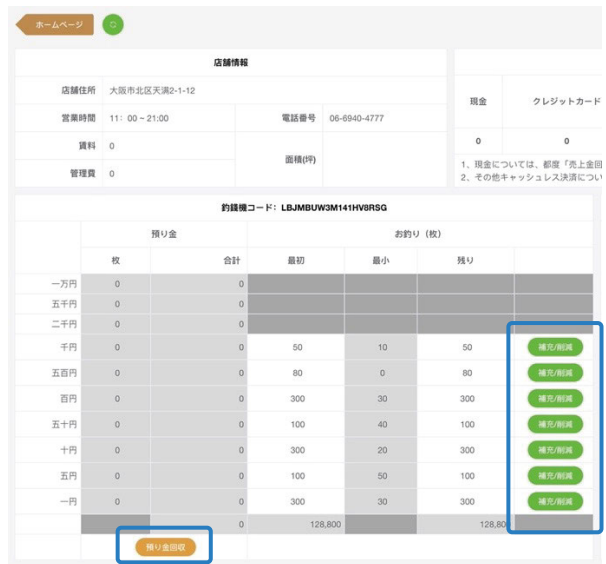 ホームページ
店舗情報
店舗住所 大阪市北区天満2-1-12
営業時間 11：00 ~ 21:00 電話番号 06-6940-4777
賃料 0 面積(坪)
管理費 0
現金 クレジットカード
0 0
1、現金については、都度「売上金回
2、その他キャッシュレス決済につい
釣銭機コード：LBJMBUW3M141HV8RSG
預り金 お釣り（枚）
枚 合計 最初 最小 残り
一万円 0 0
五千円 0 0
二千円 0 0
千円 0 0 50 10 50 補充/削減
五百円 0 0 80 0 80 補充/削減
百円 0 0 300 30 300 補充/削減
五十円 0 0 100 40 100 補充/削減
十円 0 0 300 20 300 補充/削減
五円 0 0 100 50 100 補充/削減
一円 0 0 300 30 300 補充/削減
0 128,800 128,800
預り金回収